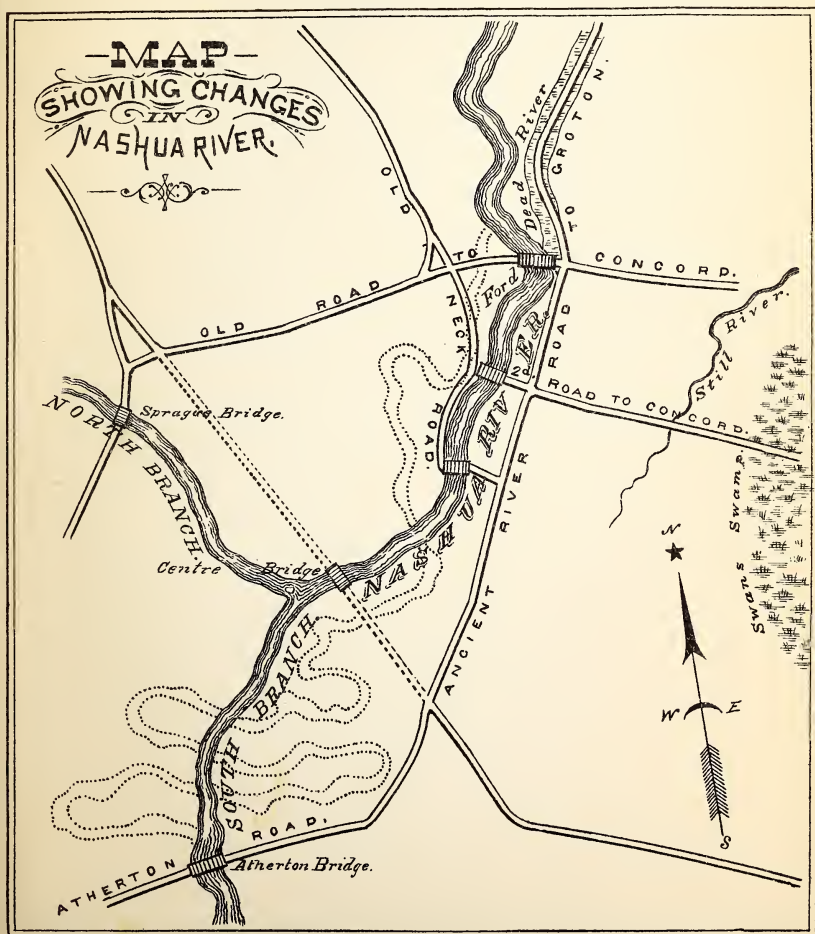 MAP
SHOWING CHANGES
IN
NASHUA RIVER.
Dead River
TO GROTON.
OLD
NECK
ROAD.
OLD ROAD TO CONCORD.
Ford
ROAD
2d.
ROAD TO CONCORD.
Still River.
Sprague Bridge.
NORTH BRANCH.
NASHUA RIVER.
Centre Bridge
ANCIENT RIVER
Swans Swamp.
N
W E
S
SOUTH BRANCH
ATHERTON ROAD.
Atherton Bridge.